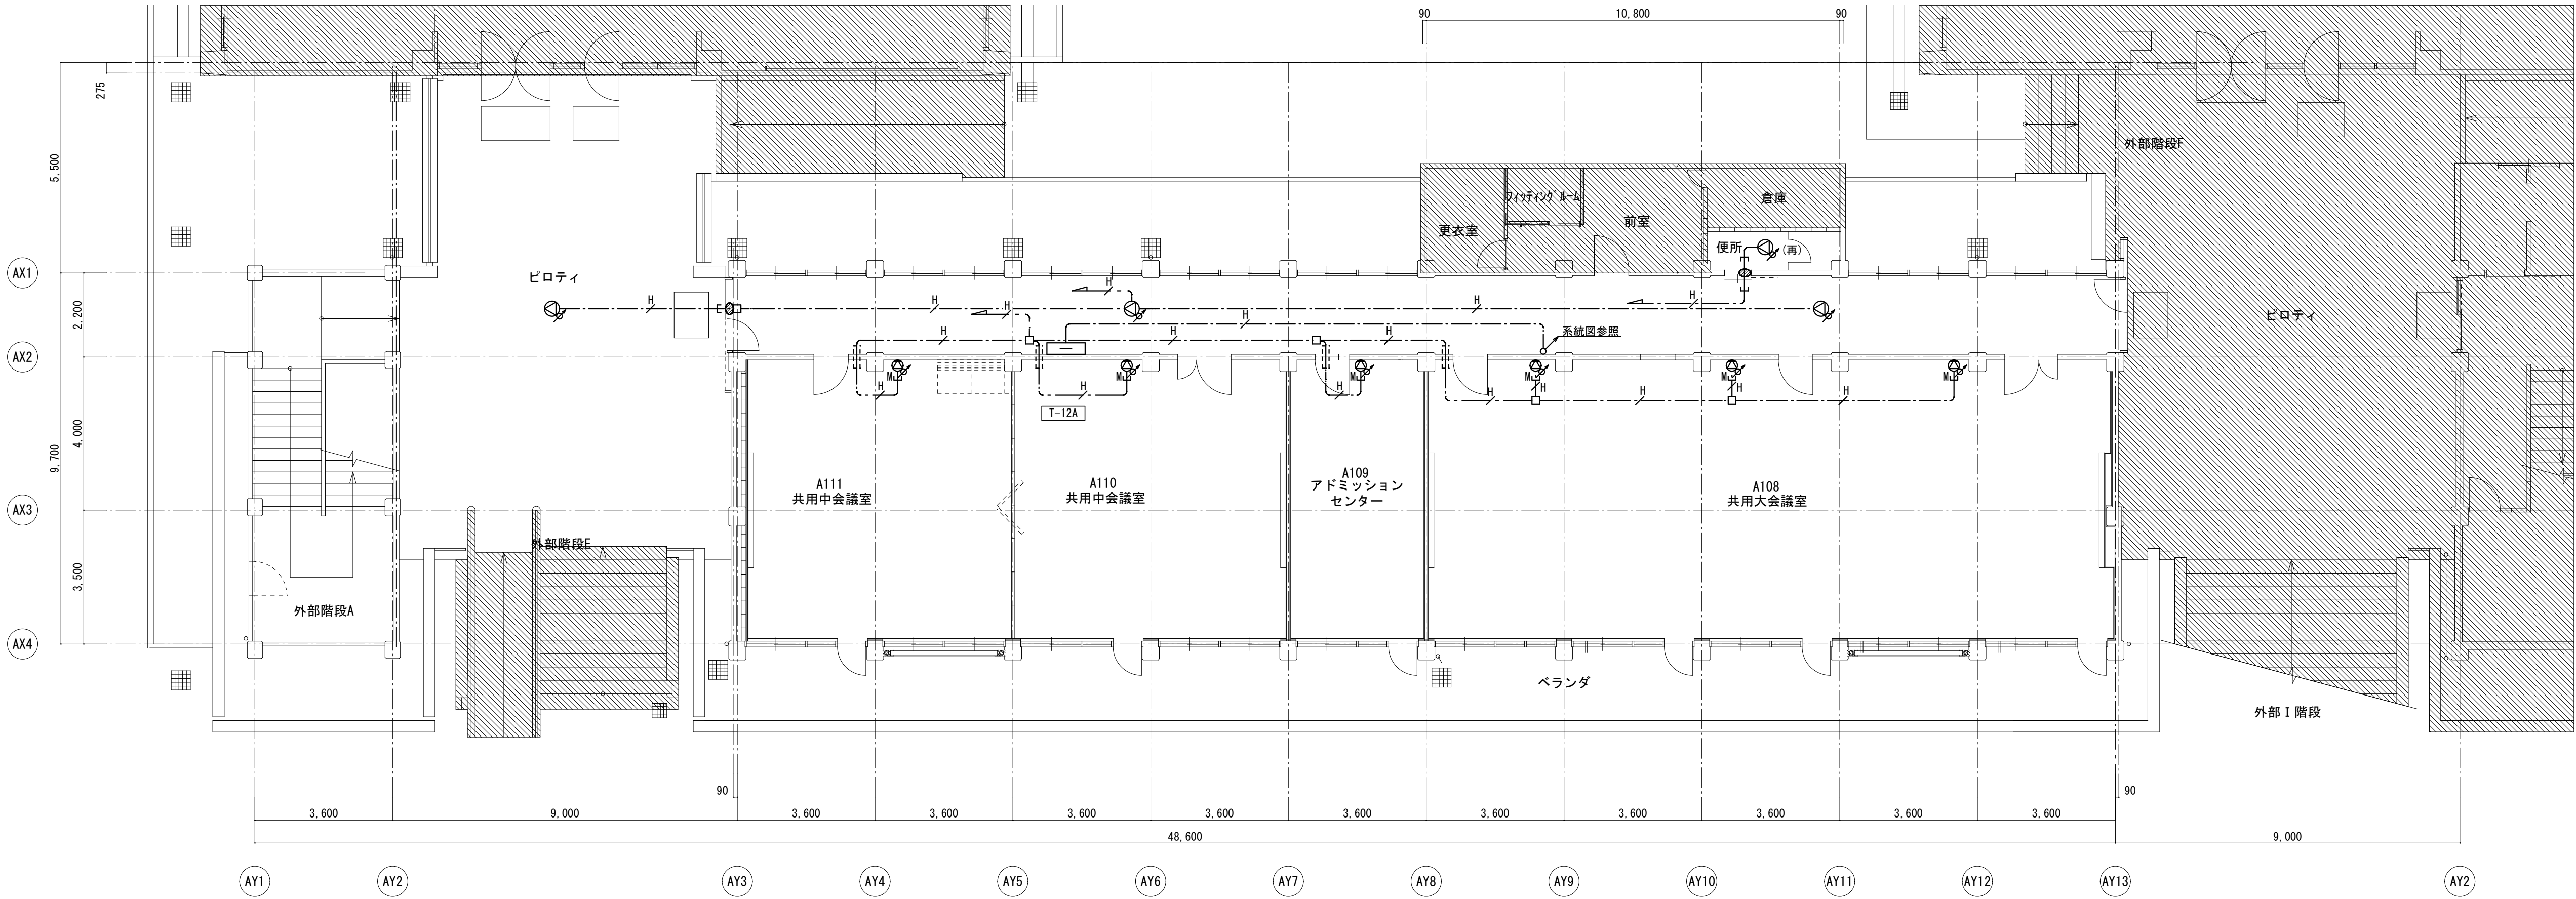 90
10,800
90
275
5,500
外部階段F
フィッティングルーム
倉庫
更衣室
前室
便所
(再)
AX1
ピロティ
H
H
H
H
H
H
E
2,200
ピロティ
H
系統図参照
H
H
H
AX2
M
M
M
M
M
M
H
H
H
H
H
H
H
H
T-12A
4,000
9,700
A111
共用中会議室
A110
共用中会議室
A109
アドミッション
センター
A108
共用大会議室
AX3
外部階段E
3,500
外部階段A
AX4
ベランダ
外部Ⅰ階段
90
90
3,600
9,000
3,600
3,600
3,600
3,600
3,600
3,600
3,600
3,600
3,600
3,600
48,600
9,000
AY1
AY2
AY3
AY4
AY5
AY6
AY7
AY8
AY9
AY10
AY11
AY12
AY13
AY2